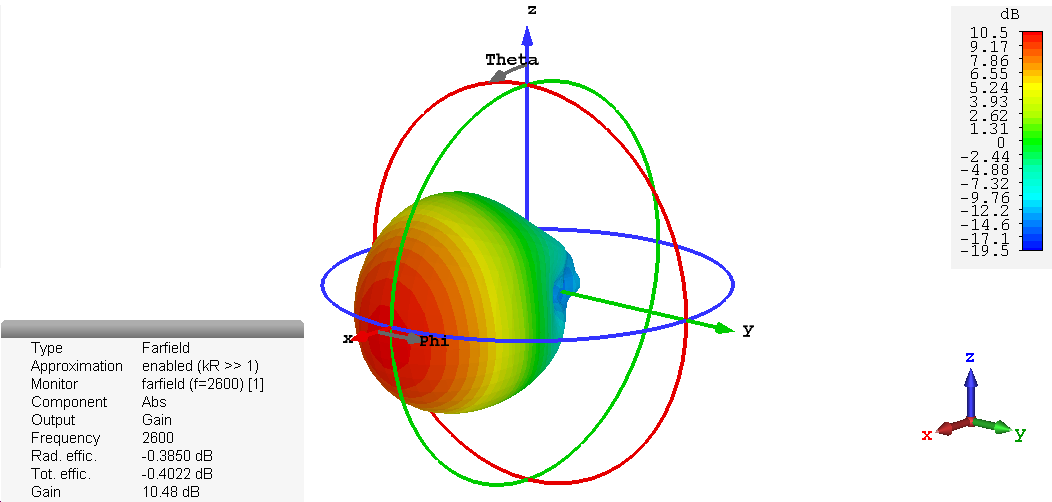 z
Theta
x
Phi
y
dB
10.5
9.17
7.86
6.55
5.24
3.93
2.62
1.31
0
-2.44
-4.88
-7.32
-9.76
-12.2
-14.6
-17.1
-19.5
Type Farfield
Approximation enabled (kR >> 1)
Monitor farfield (f=2600) [1]
Component Abs
Output Gain
Frequency 2600
Rad. effic. -0.3850 dB
Tot. effic. -0.4022 dB
Gain 10.48 dB
z
x
y